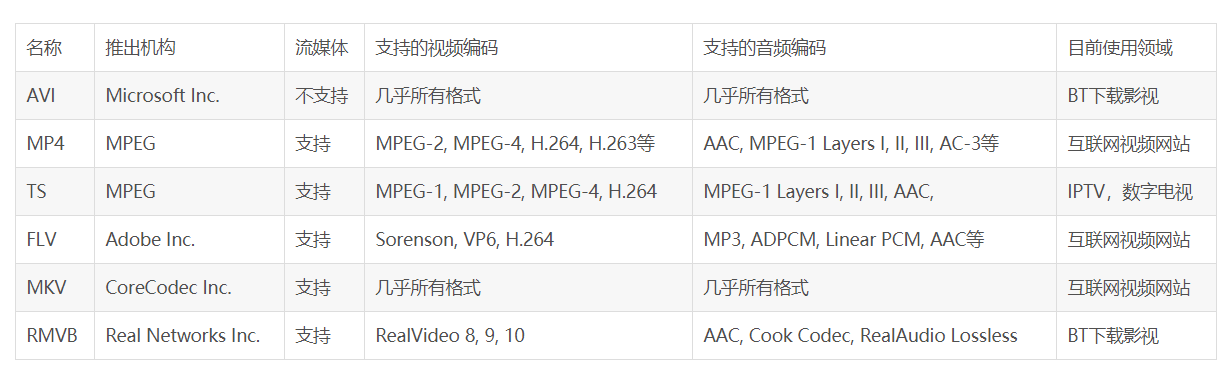 名称 推出机构 流媒体 支持的视频编码 支持的音频编码 目前使用领域
AVI Microsoft Inc. 不支持 几乎所有格式 几乎所有格式 BT下载影视
MP4 MPEG 支持 MPEG-2, MPEG-4, H.264, H.263等 AAC, MPEG-1 Layers I, II, III, AC-3等 互联网视频网站
TS MPEG 支持 MPEG-1, MPEG-2, MPEG-4, H.264 MPEG-1 Layers I, II, III, AAC, IPTV，数字电视
FLV Adobe Inc. 支持 Sorenson, VP6, H.264 MP3, ADPCM, Linear PCM, AAC等 互联网视频网站
MKV CoreCodec Inc. 支持 几乎所有格式 几乎所有格式 互联网视频网站
RMVB Real Networks Inc. 支持 RealVideo 8, 9, 10 AAC, Cook Codec, RealAudio Lossless BT下载影视